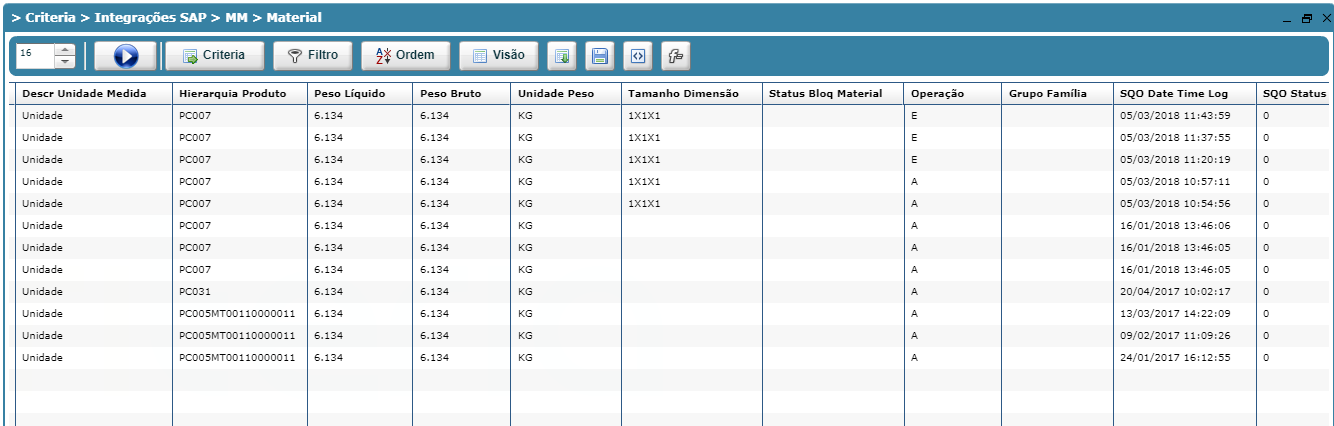 > Criteria > Integrações SAP > MM > Material
16 Criteria Filtro Ordem Visão
Descr Unidade Medida Hierarquia Produto Peso Líquido Peso Bruto Unidade Peso Tamanho Dimensão Status Bloq Material Operação Grupo Família SQO Date Time Log SQO Status
Unidade PC007 6.134 6.134 KG 1X1X1 E 05/03/2018 11:43:59 0
Unidade PC007 6.134 6.134 KG 1X1X1 E 05/03/2018 11:37:55 0
Unidade PC007 6.134 6.134 KG 1X1X1 E 05/03/2018 11:20:19 0
Unidade PC007 6.134 6.134 KG 1X1X1 A 05/03/2018 10:57:11 0
Unidade PC007 6.134 6.134 KG 1X1X1 A 05/03/2018 10:54:56 0
Unidade PC007 6.134 6.134 KG A 16/01/2018 13:46:06 0
Unidade PC007 6.134 6.134 KG A 16/01/2018 13:46:05 0
Unidade PC007 6.134 6.134 KG A 16/01/2018 13:46:05 0
Unidade PC031 6.134 6.134 KG A 20/04/2017 10:02:17 0
Unidade PC005MT00110000011 6.134 6.134 KG A 13/03/2017 14:22:09 0
Unidade PC005MT00110000011 6.134 6.134 KG A 09/02/2017 11:09:26 0
Unidade PC005MT00110000011 6.134 6.134 KG A 24/01/2017 16:12:55 0